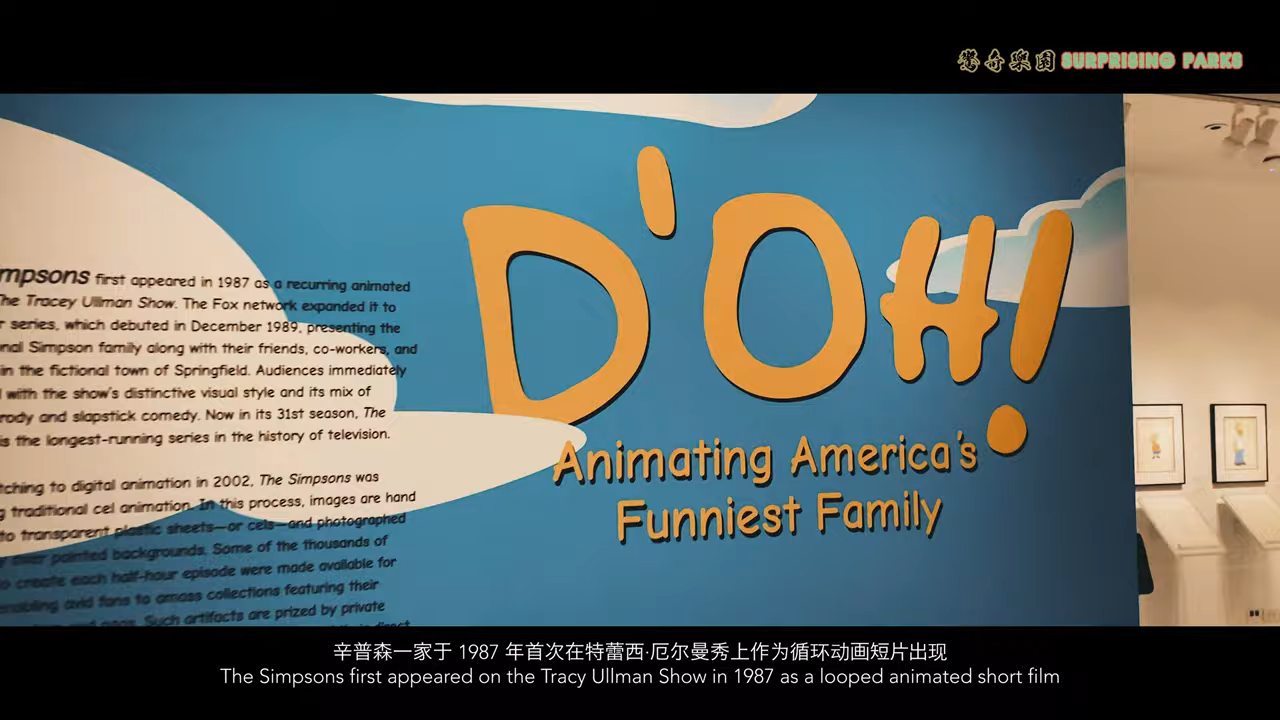 驚奇樂園 SURPRISING PARKS
D'OH!
Animating America's
Funniest Family
mpsons first appeared in 1987 as a recurring animated
The Tracey Ullman Show. The Fox network expanded it to
r series, which debuted in December 1989, presenting the
nal Simpson family along with their friends, co-workers, and
in the fictional town of Springfield. Audiences immediately
with the show's distinctive visual style and its mix of
rody and slapstick comedy. Now in its 31st season, The
is the longest-running series in the history of television.
tching to digital animation in 2002, The Simpsons was
g traditional cel animation. In this process, images are hand
to transparent plastic sheets—or cels—and photographed
over painted backgrounds. Some of the thousands of
o create each half-hour episode were made available for
enabling avid fans to amass collections featuring their
Such artifacts are prized by private
辛普森一家于 1987 年首次在特蕾西·厄尔曼秀上作为循环动画短片出现
The Simpsons first appeared on the Tracy Ullman Show in 1987 as a looped animated short film